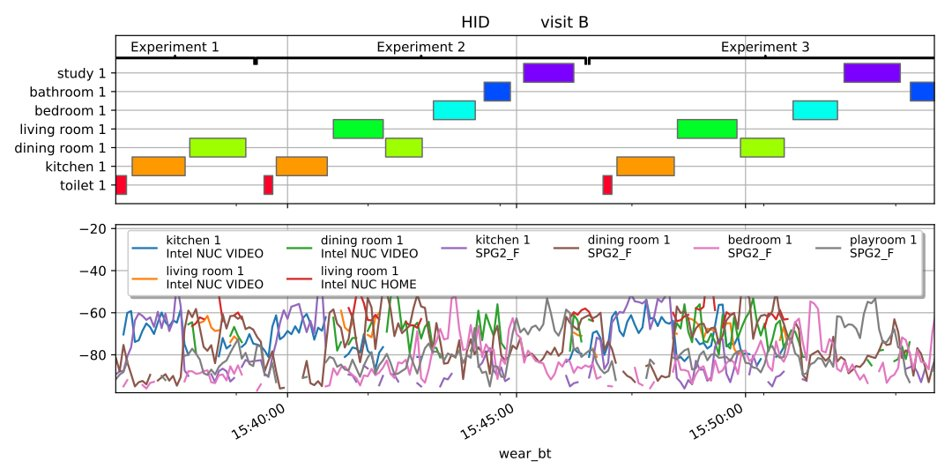 HID visit B
Experiment 1 Experiment 2 Experiment 3
study 1
bathroom 1
bedroom 1
living room 1
dining room 1
kitchen 1
toilet 1
−20
kitchen 1 dining room 1 kitchen 1 dining room 1 bedroom 1 playroom 1
Intel NUC VIDEO Intel NUC VIDEO SPG2_F SPG2_F SPG2_F SPG2_F
living room 1 living room 1
Intel NUC VIDEO Intel NUC HOME
−40
−60
−80
15:40:00 15:45:00 15:50:00
wear_bt